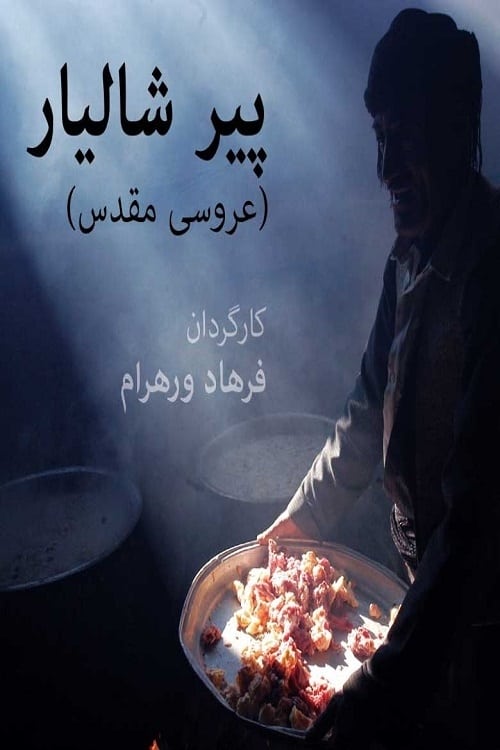 پیر شالیار
(عروسی مقدس)
کارگردان
فرهاد ورهرام